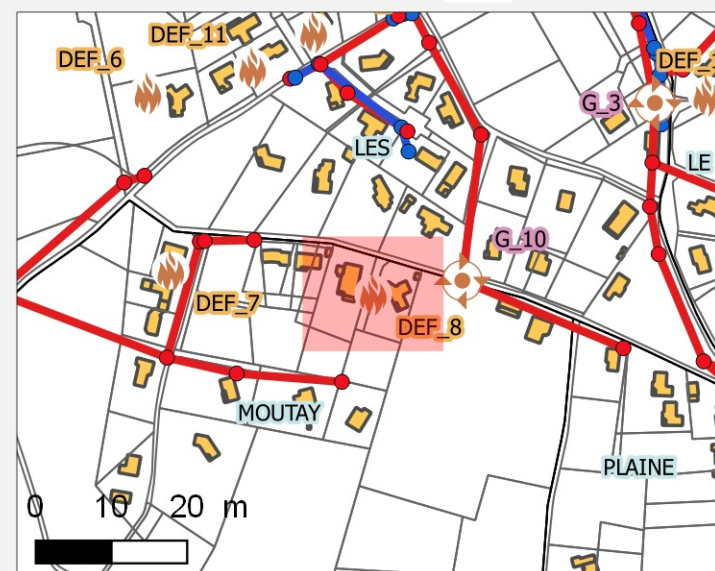 DEF_11
DEF_6
DEF_1
G_3
LES
LE
G_10
DEF_7
DEF_8
MOUTAY
PLAINE
0 10 20 m